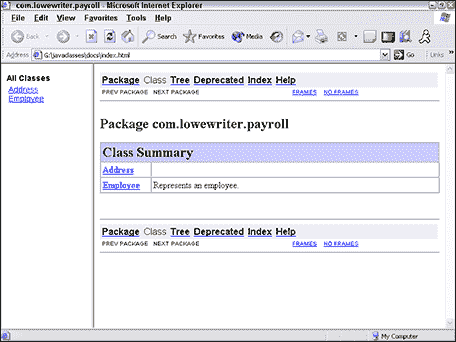 com.lowewriter.payroll - Microsoft Internet Explorer
File Edit View Favorites Tools Help
Back Search Favorites Media
Address G:\javaclasses\docs\index.html Go Links »
All Classes
Address
Employee
Package Class Tree Deprecated Index Help
PREV PACKAGE NEXT PACKAGE FRAMES NO FRAMES
Package com.lowewriter.payroll
Class Summary
Address
Employee Represents an employee.
Package Class Tree Deprecated Index Help
PREV PACKAGE NEXT PACKAGE FRAMES NO FRAMES
My Computer